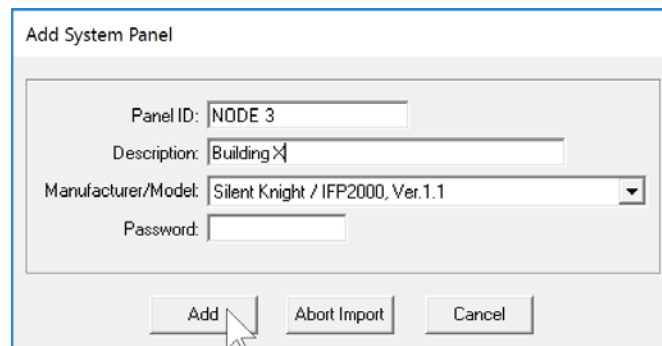 Add System Panel
Panel ID: NODE 3
Description: Building X
Manufacturer/Model: Silent Knight / IFP2000, Ver.1.1
Password:
Add Abort Import Cancel